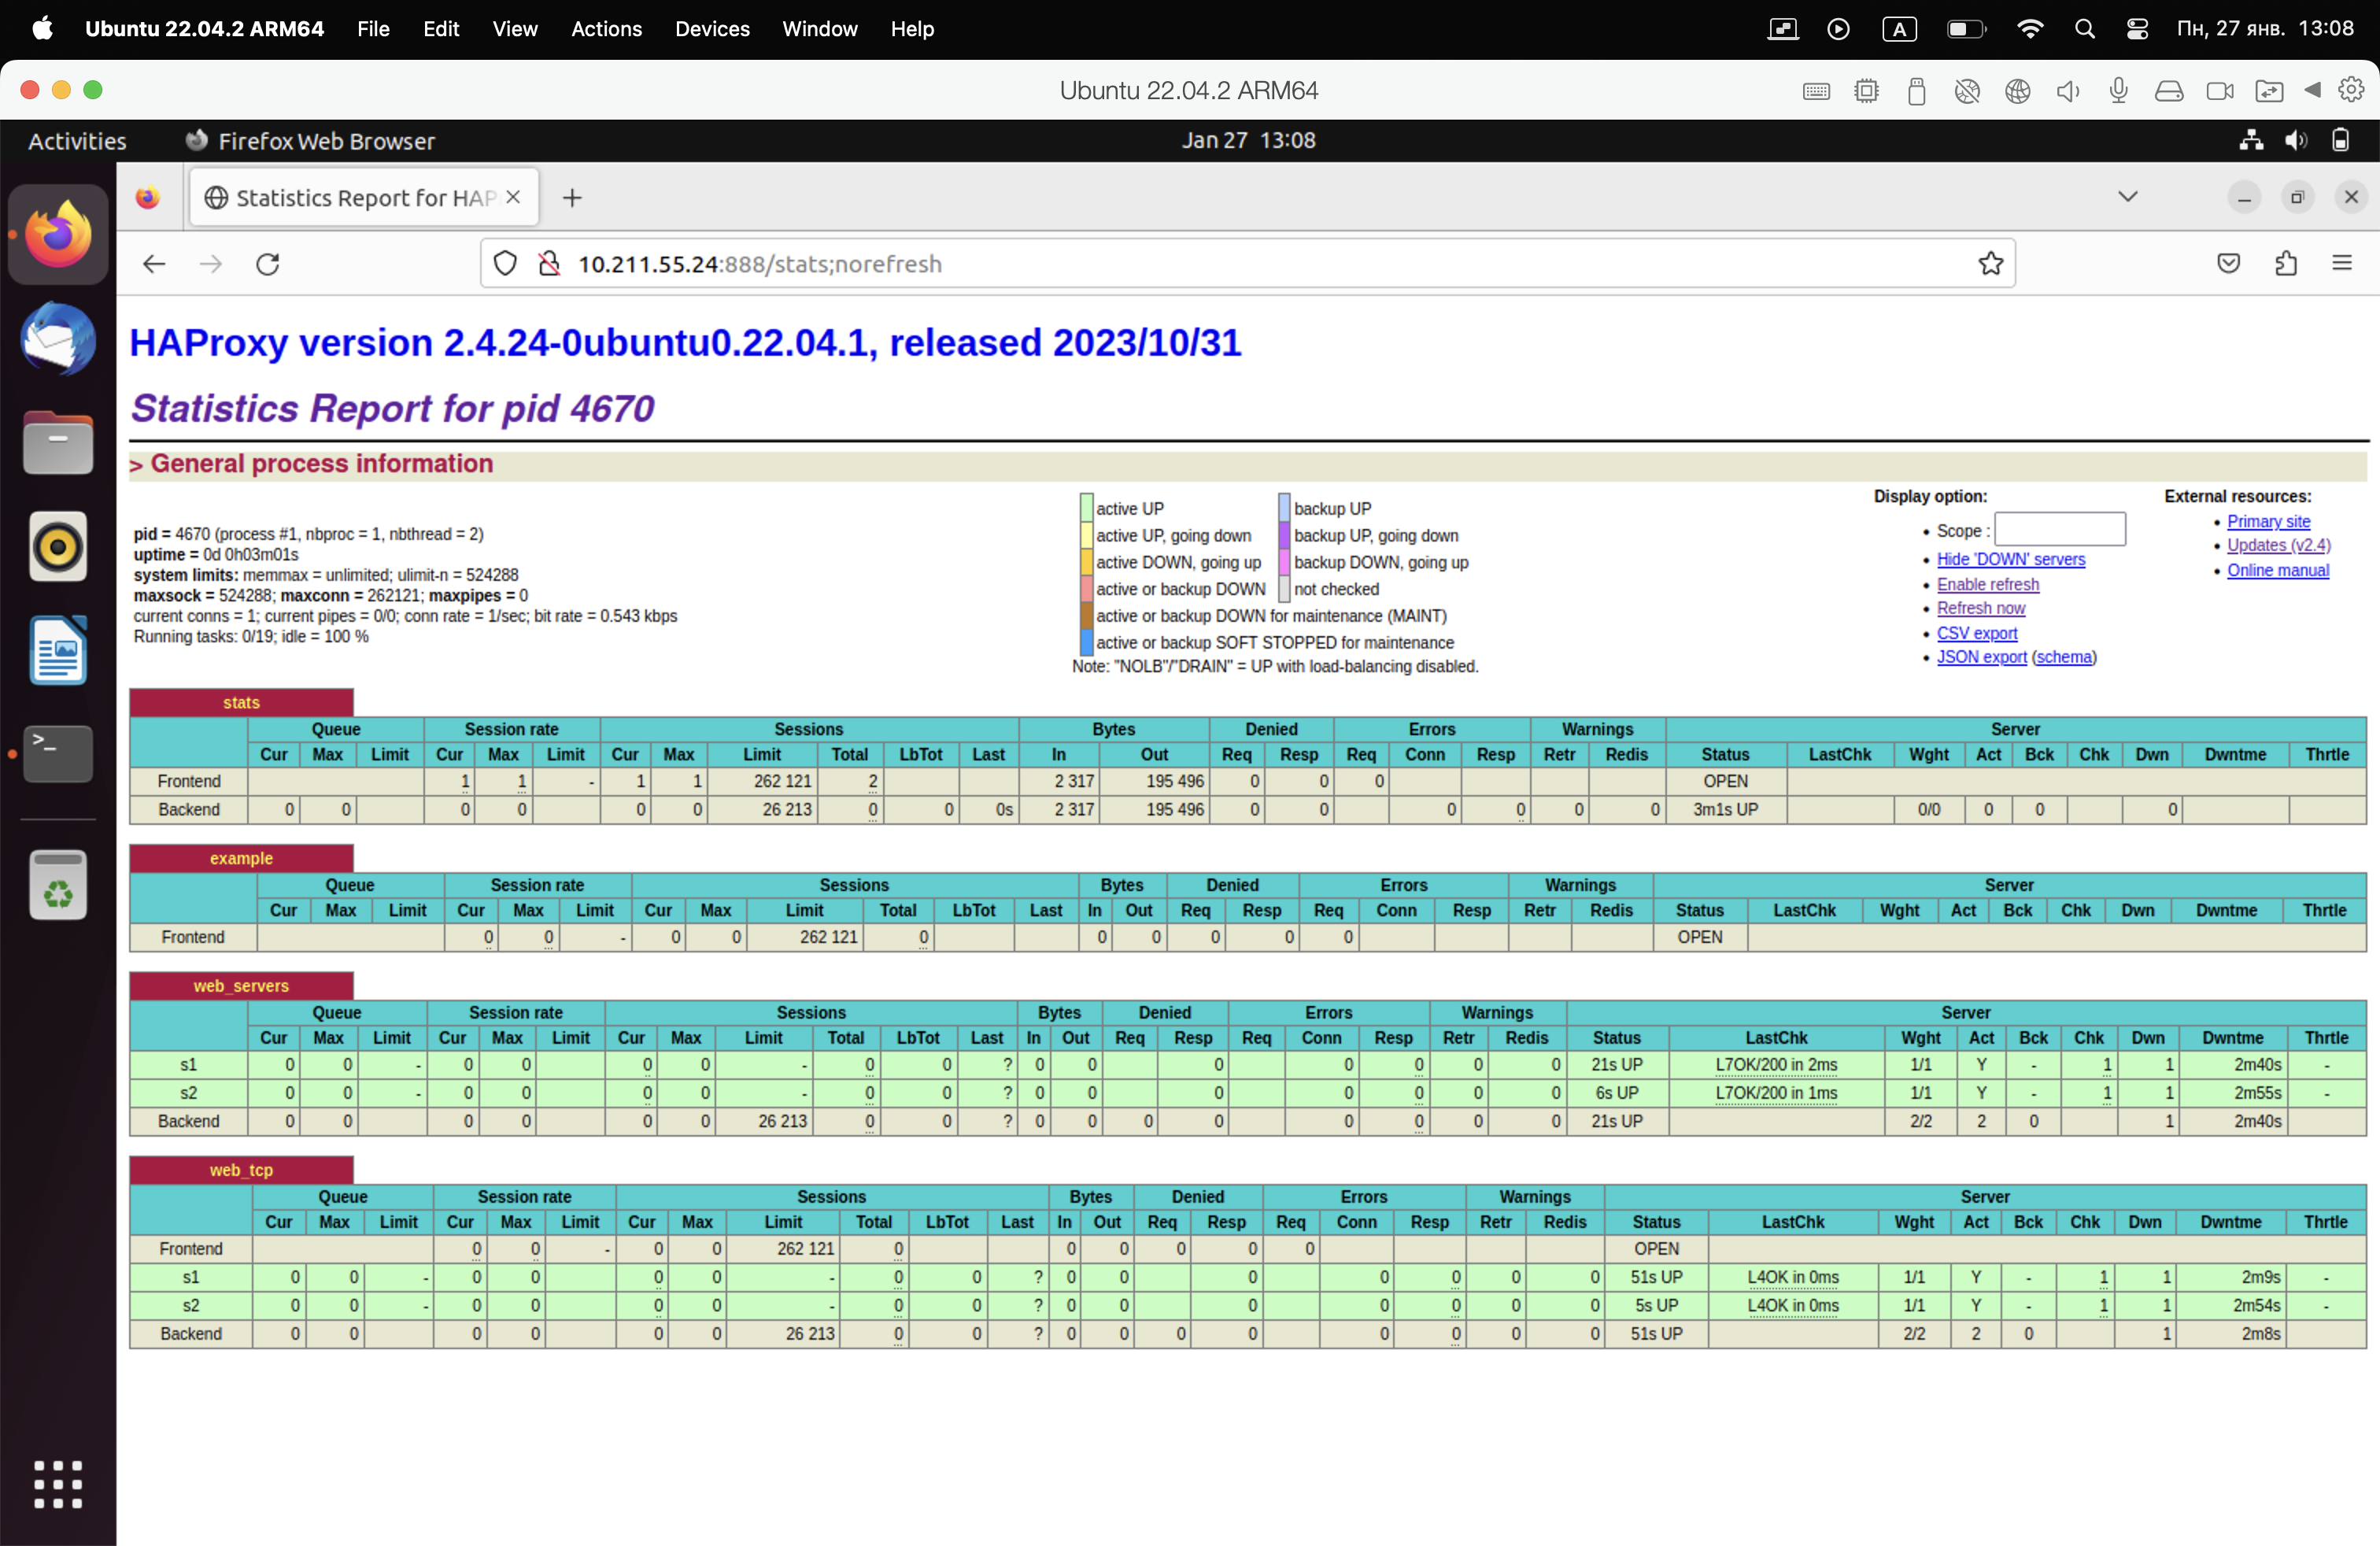 Ubuntu 22.04.2 ARM64 File Edit View Actions Devices Window Help A Пн, 27 янв. 13:08
Ubuntu 22.04.2 ARM64
Activities Firefox Web Browser Jan 27 13:08
Statistics Report for HAP
10.211.55.24:888/stats;norefresh
HAProxy version 2.4.24-0ubuntu0.22.04.1, released 2023/10/31
Statistics Report for pid 4670
> General process information
pid = 4670 (process #1, nbproc = 1, nbthread = 2)
uptime = 0d 0h03m01s
system limits: memmax = unlimited; ulimit-n = 524288
maxsock = 524288; maxconn = 262121; maxpipes = 0
current conns = 1; current pipes = 0/0; conn rate = 1/sec; bit rate = 0.543 kbps
Running tasks: 0/19; idle = 100 %
active UP backup UP
active UP, going down backup UP, going down
active DOWN, going up backup DOWN, going up
active or backup DOWN not checked
active or backup DOWN for maintenance (MAINT)
active or backup SOFT STOPPED for maintenance
Note: "NOLB"/"DRAIN" = UP with load-balancing disabled.
Display option:
• Scope :
• Hide 'DOWN' servers
• Enable refresh
• Refresh now
• CSV export
• JSON export (schema)
External resources:
• Primary site
• Updates (v2.4)
• Online manual
stats
Queue Session rate Sessions Bytes Denied Errors Warnings Server
Cur Max Limit Cur Max Limit Cur Max Limit Total LbTot Last In Out Req Resp Req Conn Resp Retr Redis Status LastChk Wght Act Bck Chk Dwn Dwntme Thrtle
Frontend 1 1 - 1 1 262 121 2 2 317 195 496 0 0 0 OPEN
Backend 0 0 0 0 0 0 26 213 0 0 0s 2 317 195 496 0 0 0 0 0 0 3m1s UP 0/0 0 0 0
example
Queue Session rate Sessions Bytes Denied Errors Warnings Server
Cur Max Limit Cur Max Limit Cur Max Limit Total LbTot Last In Out Req Resp Req Conn Resp Retr Redis Status LastChk Wght Act Bck Chk Dwn Dwntme Thrtle
Frontend 0 0 - 0 0 262 121 0 0 0 0 0 0 OPEN
web_servers
Queue Session rate Sessions Bytes Denied Errors Warnings Server
Cur Max Limit Cur Max Limit Cur Max Limit Total LbTot Last In Out Req Resp Req Conn Resp Retr Redis Status LastChk Wght Act Bck Chk Dwn Dwntme Thrtle
s1 0 0 - 0 0 0 0 - 0 0 ? 0 0 0 0 0 0 0 21s UP L7OK/200 in 2ms 1/1 Y - 1 1 2m40s -
s2 0 0 - 0 0 0 0 - 0 0 ? 0 0 0 0 0 0 0 6s UP L7OK/200 in 1ms 1/1 Y - 1 1 2m55s -
Backend 0 0 0 0 0 0 26 213 0 0 ? 0 0 0 0 0 0 0 0 21s UP 2/2 2 0 1 2m40s
web_tcp
Queue Session rate Sessions Bytes Denied Errors Warnings Server
Cur Max Limit Cur Max Limit Cur Max Limit Total LbTot Last In Out Req Resp Req Conn Resp Retr Redis Status LastChk Wght Act Bck Chk Dwn Dwntme Thrtle
Frontend 0 0 - 0 0 262 121 0 0 0 0 0 0 OPEN
s1 0 0 - 0 0 0 0 - 0 0 ? 0 0 0 0 0 0 0 51s UP L4OK in 0ms 1/1 Y - 1 1 2m9s -
s2 0 0 - 0 0 0 0 - 0 0 ? 0 0 0 0 0 0 0 5s UP L4OK in 0ms 1/1 Y - 1 1 2m54s -
Backend 0 0 0 0 0 0 26 213 0 0 ? 0 0 0 0 0 0 0 0 51s UP 2/2 2 0 1 2m8s